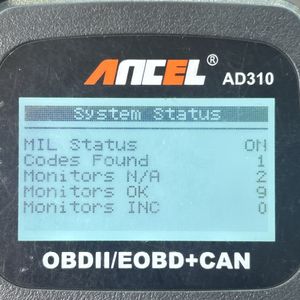 ANCEL® AD310
System Status
MIL Status ON
Codes Found 1
Monitors N/A 2
Monitors OK 9
Monitors INC 0
OBDII/EOBD+CAN